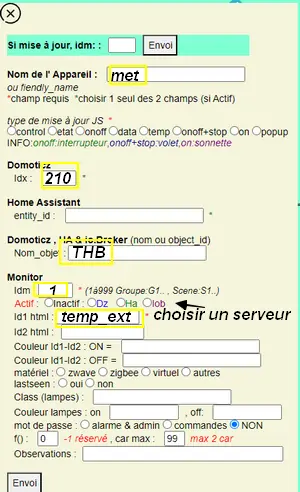 Si mise à jour, idm: : Envoi
Nom de l' Appareil : met
ou fiendly_name
*champ requis *choisir 1 seul des 2 champs (si Actif)
type de mise à jour JS *
control etat onoff data temp onoff+stop on popup
INFO:onoff:interrupteur,onoff+stop:volet,on:sonnette
Domoticz
Idx : 210 *
Home Assistant
entity_id : *
Domoticz , HA & io.Broker (nom ou object_id)
Nom_objet : THB
Monitor
Idm 1 * (1à999 Groupe:G1.. , Scene:S1..)
Actif : Inactif : Dz Ha Iob
choisir un serveur
Id1 html : temp_ext *
Id2 html :
Couleur Id1-Id2 : ON =
Couleur Id1-Id2 : OFF =
matériel : zwave zigbee virtuel autres
lastseen : oui non
Class (lampes) :
Couleur lampes : on , off:
mot de passe : alarme & admin commandes NON
f() : 0 -1 réservé , car max : 99 max 2 car
Observations :
Envoi